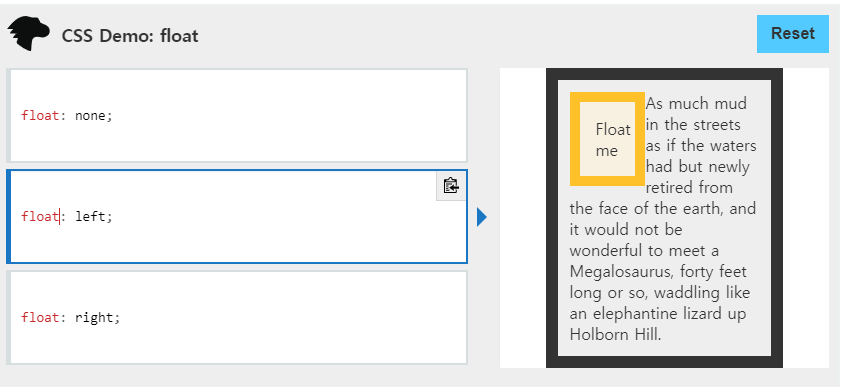 CSS Demo: float
Reset
float: none;
float: left;
float: right;
Float
me
As much mud
in the streets
as if the waters
had but newly
retired from
the face of the earth, and
it would not be
wonderful to meet a
Megalosaurus, forty feet
long or so, waddling like
an elephantine lizard up
Holborn Hill.